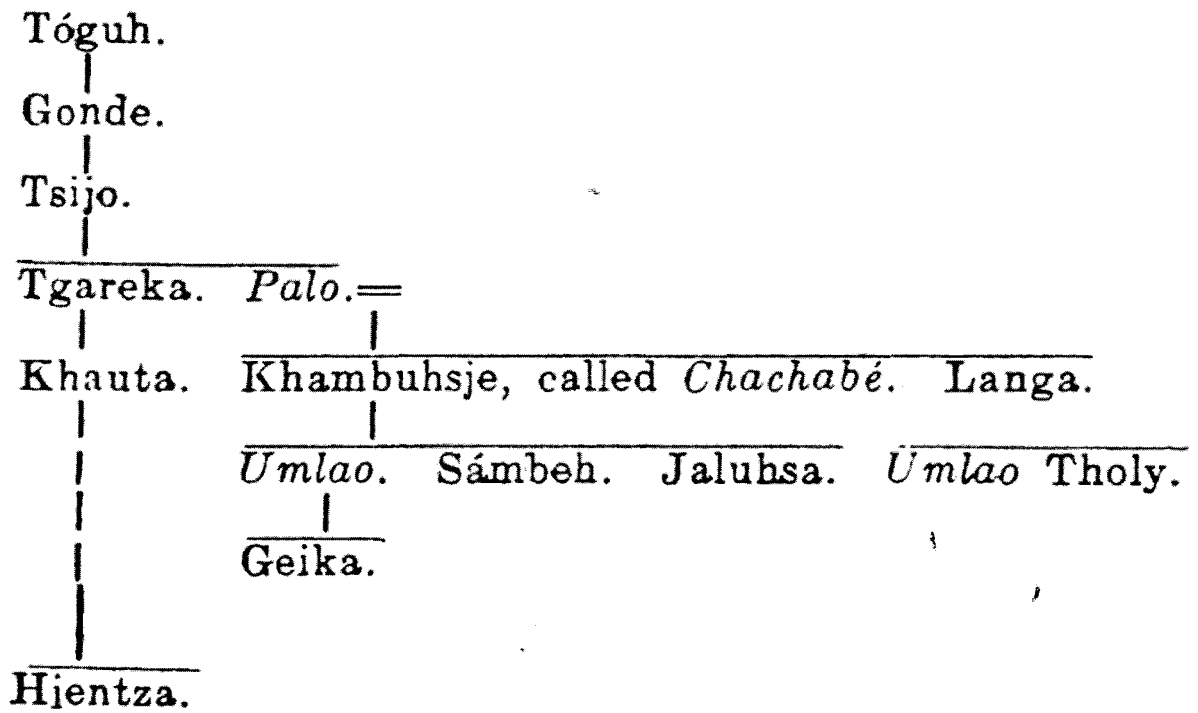 Tóguh.
Gonde.
Tsijo.
Tgareka. Palo.=
Khauta. Khambuhsje, called Chachabé. Langa.
Umlao. Sámbeh. Jaluhsa. Umlao Tholy.
Geika.
Hjentza.